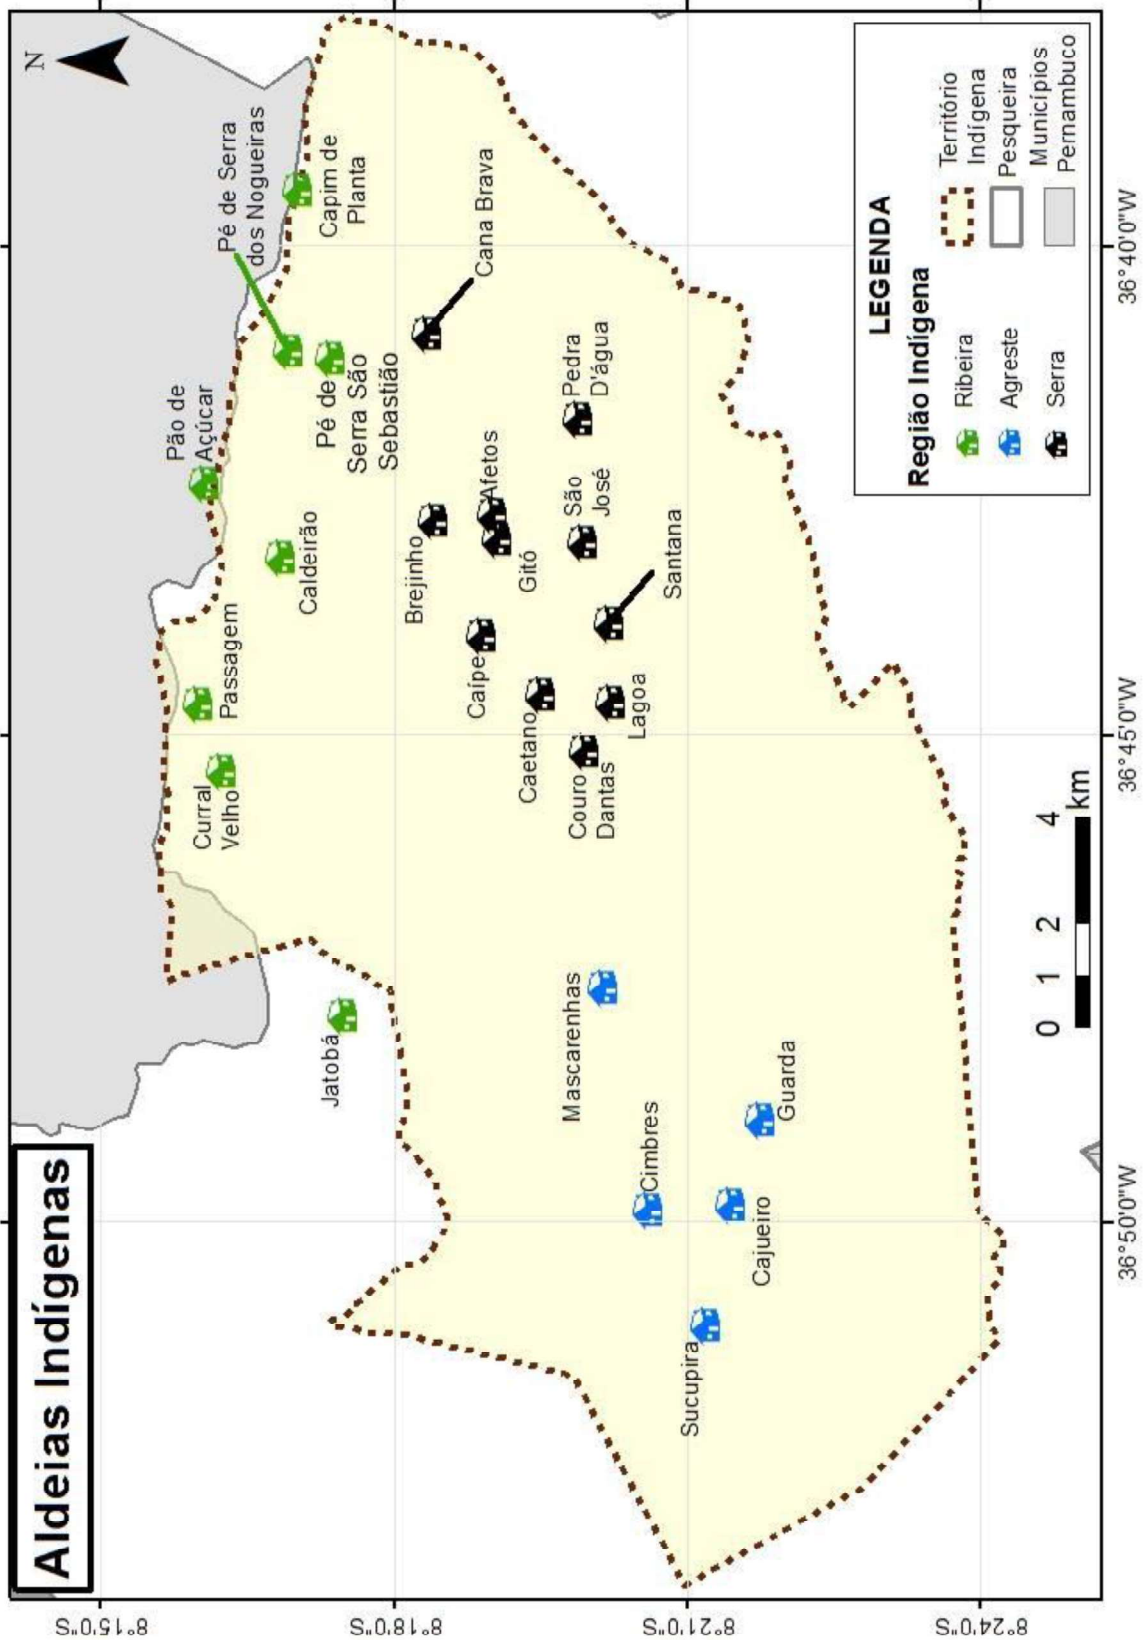 Aldeias Indígenas
N
Jatobá
Curral
Velho
Passagem
Caldeirão
Pão de
Açúcar
Pé de Serra
dos Nogueiras
Pé de
Serra São
Sebastião
Capim de
Planta
Cana Brava
Brejinho
Afetos
Gitó
Pedra
D'água
São
José
Santana
Caípe
Caetano
Lagoa
Couro
Dantas
Mascarenhas
Cimbres
Guarda
Cajueiro
Sucupira
LEGENDA
Região Indígena
Ribeira
Agreste
Serra
Território
Indígena
Pesqueira
Municípios
Pernambuco
0 1 2 4
km
8°15'0"S
8°18'0"S
8°21'0"S
8°24'0"S
36°50'0"W
36°45'0"W
36°40'0"W